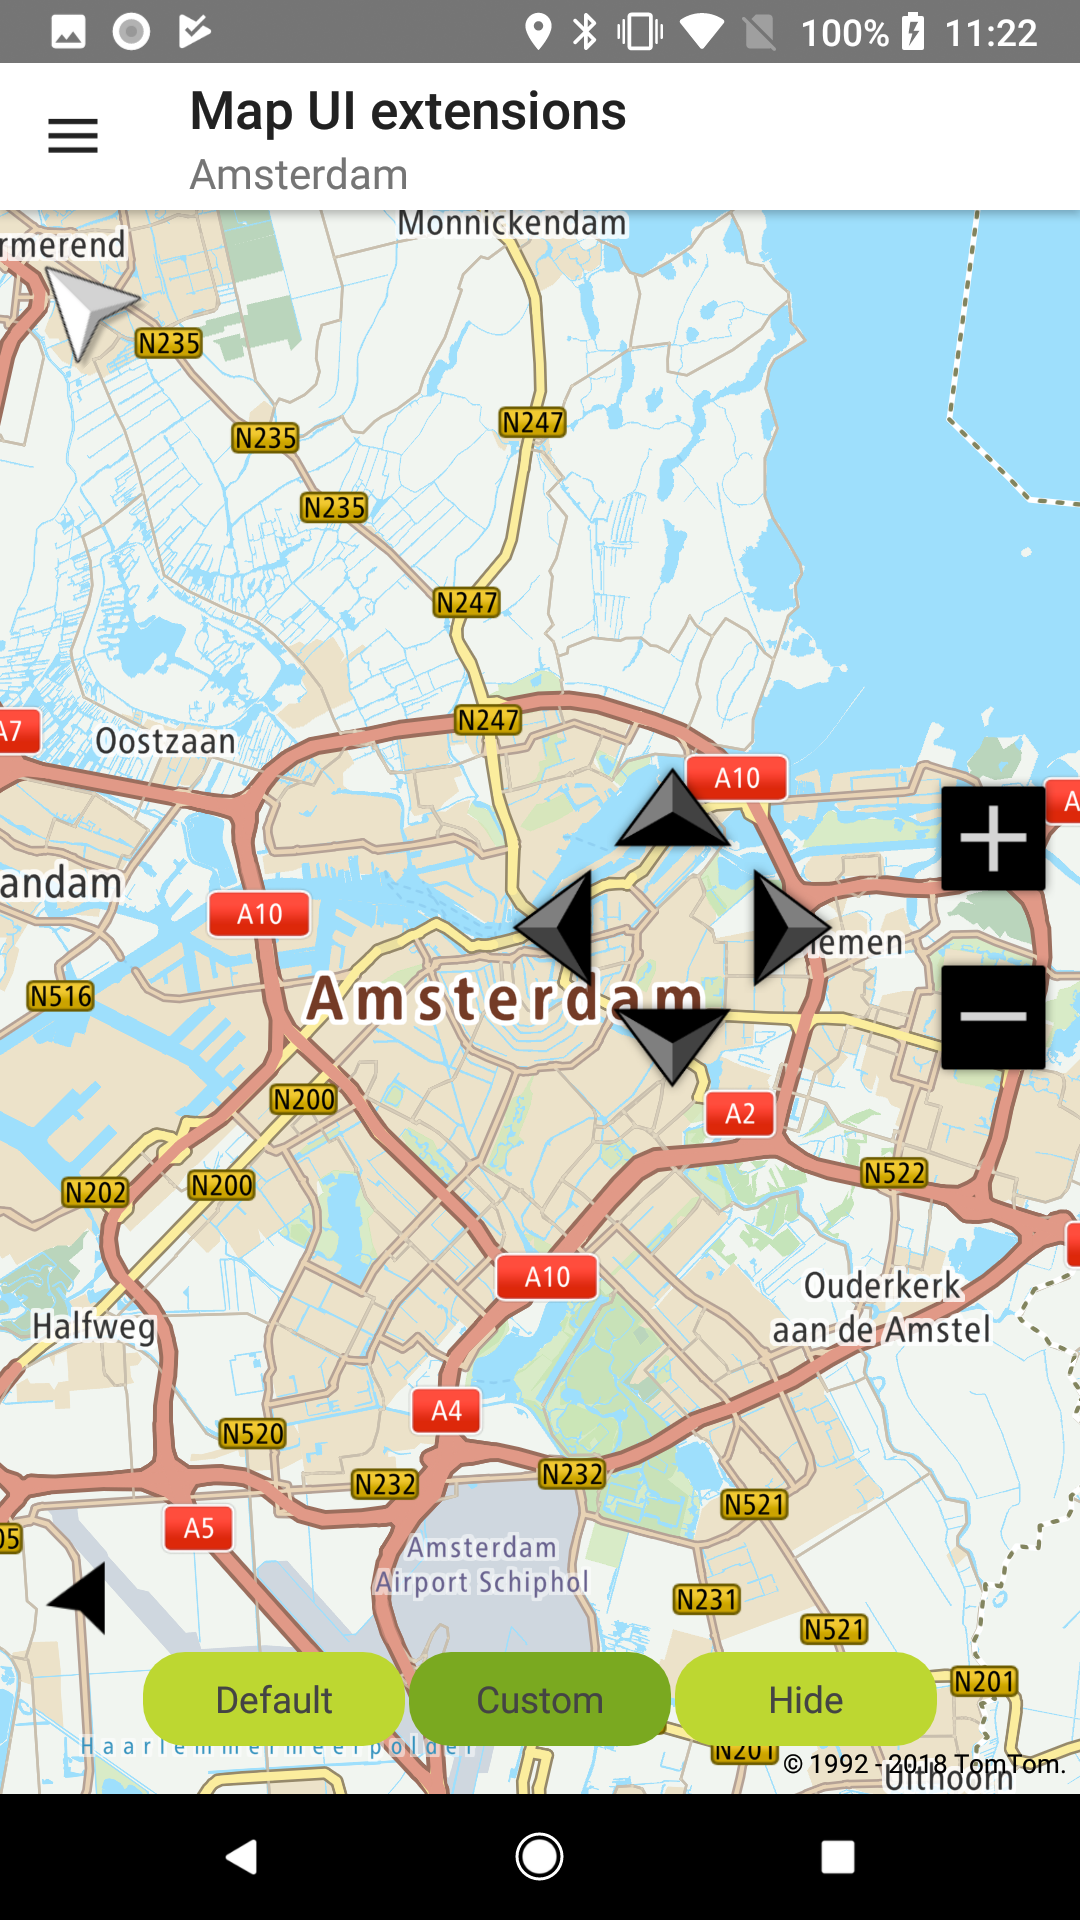 100% 11:22
Map UI extensions
Amsterdam
Monnickendam
rmerend
N235
N247
N235
N235
N247
N247
A7
Oostzaan
A10
A
andam
A10
iemen
N516
Amsterdam
N200
A2
N522
N202
N200
A10
Ouderkerk
aan de Amstel
Halfweg
A4
N520
N232
N232
N521
A5
05
Amsterdam
Airport Schiphol
N231
N521
N201
Default
Custom
Hide
Haarlemmermeerpolder
N201
© 1992 - 2018 TomTom.
Uithoorn